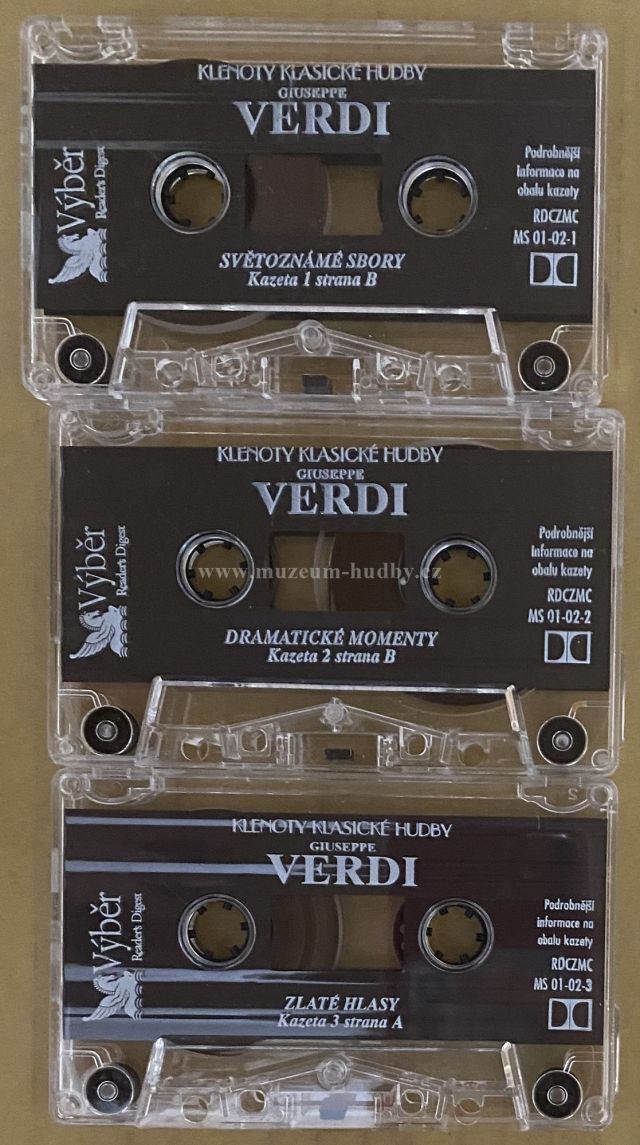 KLENOTY KLASICKÉ HUDBY
GIUSEPPE
VERDI
Výběr
Reader's Digest
Podrobnější
informace na
obalu kazety
RDCZMC
MS 01-02-1
SVĚTOZNÁMÉ SBORY
Kazeta 1 strana B
KLENOTY KLASICKÉ HUDBY
GIUSEPPE
VERDI
Výběr
Reader's Digest
Podrobnější
informace na
obalu kazety
RDCZMC
MS 01-02-2
www.muzeum-hudby.cz
DRAMATICKÉ MOMENTY
Kazeta 2 strana B
KLENOTY KLASICKÉ HUDBY
GIUSEPPE
VERDI
Výběr
Reader's Digest
Podrobnější
informace na
obalu kazety
RDCZMC
MS 01-02-3
ZLATÉ HLASY
Kazeta 3 strana A